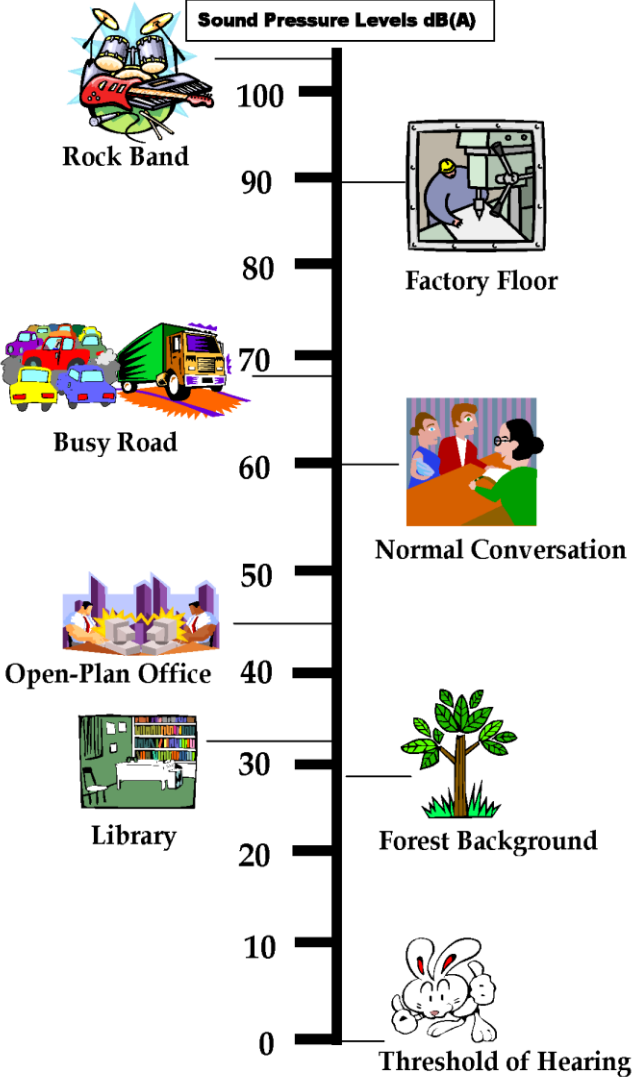 Sound Pressure Levels dB(A)
100
Rock Band
90
80
Factory Floor
70
Busy Road
60
Normal Conversation
50
Open-Plan Office
40
30
Library
Forest Background
20
10
0
Threshold of Hearing